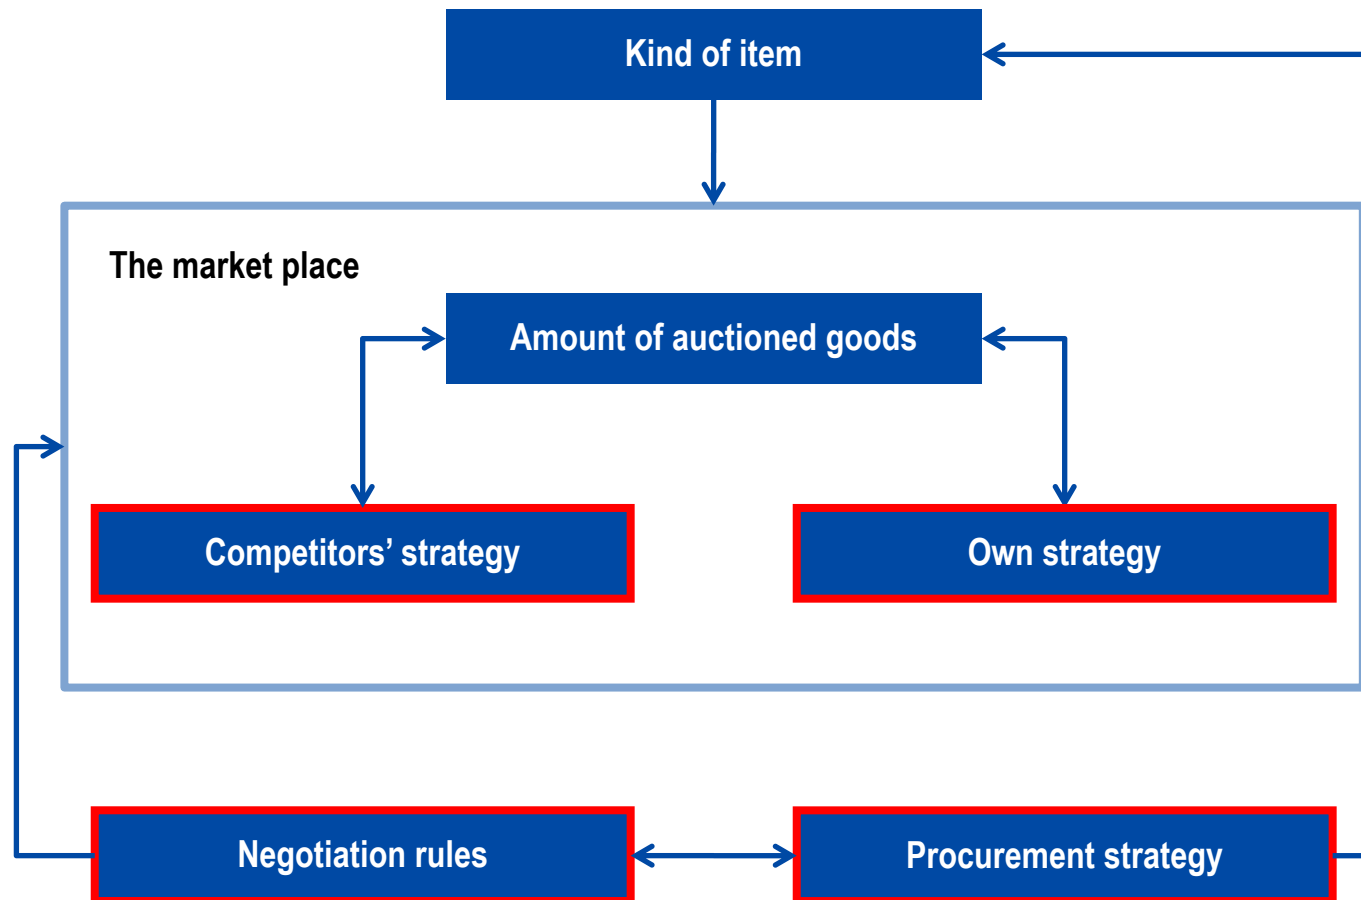 Kind of item
The market place
Amount of auctioned goods
Competitors’ strategy
Own strategy
Negotiation rules
Procurement strategy